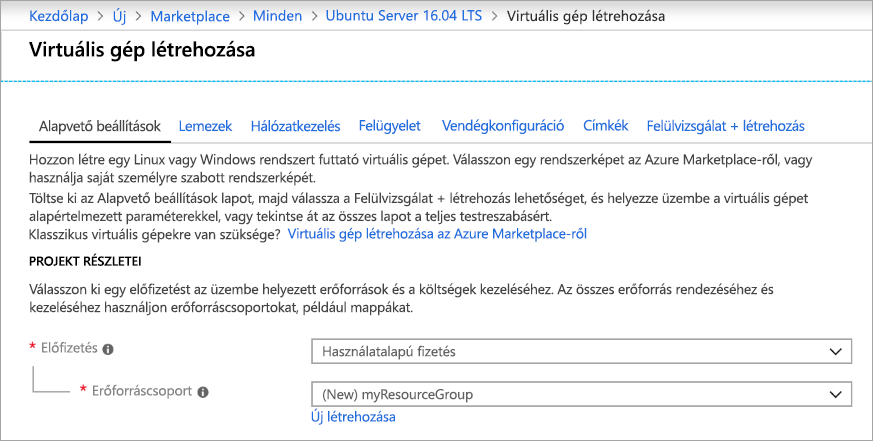 Kezdőlap > Új > Marketplace > Minden > Ubuntu Server 16.04 LTS > Virtuális gép létrehozása
Virtuális gép létrehozása
Alapvető beállítások Lemezek Hálózatkezelés Felügyelet Vendégkonfiguráció Címkék Felülvizsgálat + létrehozás
Hozzon létre egy Linux vagy Windows rendszert futtató virtuális gépet. Válasszon egy rendszerképet az Azure Marketplace-ről, vagy
használja saját személyre szabott rendszerképét.
Töltse ki az Alapvető beállítások lapot, majd válassza a Felülvizsgálat + létrehozás lehetőséget, és helyezze üzembe a virtuális gépet
alapértelmezett paraméterekkel, vagy tekintse át az összes lapot a teljes testreszabásért.
Klasszikus virtuális gépekre van szüksége? Virtuális gép létrehozása az Azure Marketplace-ről
PROJEKT RÉSZLETEI
Válasszon ki egy előfizetést az üzembe helyezett erőforrások és a költségek kezeléséhez. Az összes erőforrás rendezéséhez és
kezeléséhez használjon erőforráscsoportokat, például mappákat.
* Előfizetés Használatalapú fizetés
* Erőforráscsoport (New) myResourceGroup
Új létrehozása